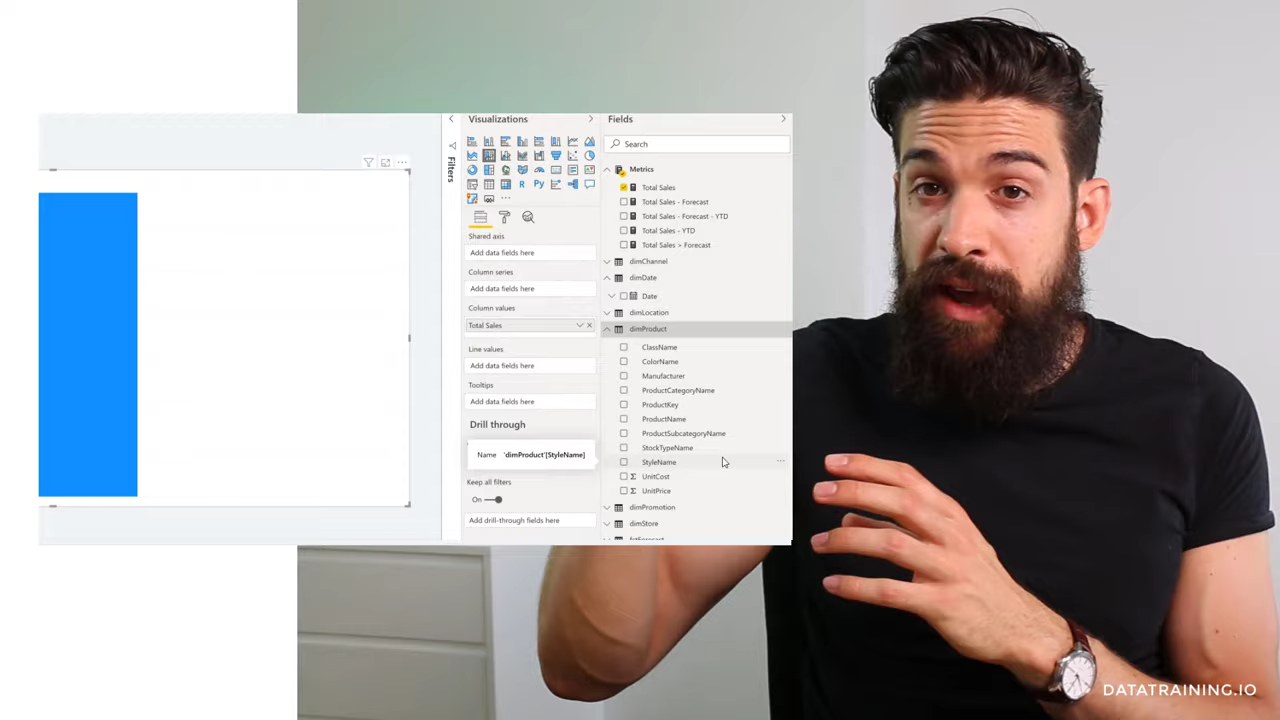 Visualizations
Filters
R
Py
Shared axis
Add data fields here
Column series
Add data fields here
Column values
Total Sales
Line values
Add data fields here
Tooltips
Add data fields here
Drill through
Name 'dimProduct'[StyleName]
Keep all filters
On
Add drill-through fields here
Fields
Search
Metrics
Total Sales
Total Sales - Forecast
Total Sales - Forecast - YTD
Total Sales - YTD
Total Sales > Forecast
dimChannel
dimDate
Date
dimLocation
dimProduct
ClassName
ColorName
Manufacturer
ProductCategoryName
ProductKey
ProductName
ProductSubcategoryName
StockTypeName
StyleName
UnitCost
UnitPrice
dimPromotion
dimStore
DATATRAINING.IO